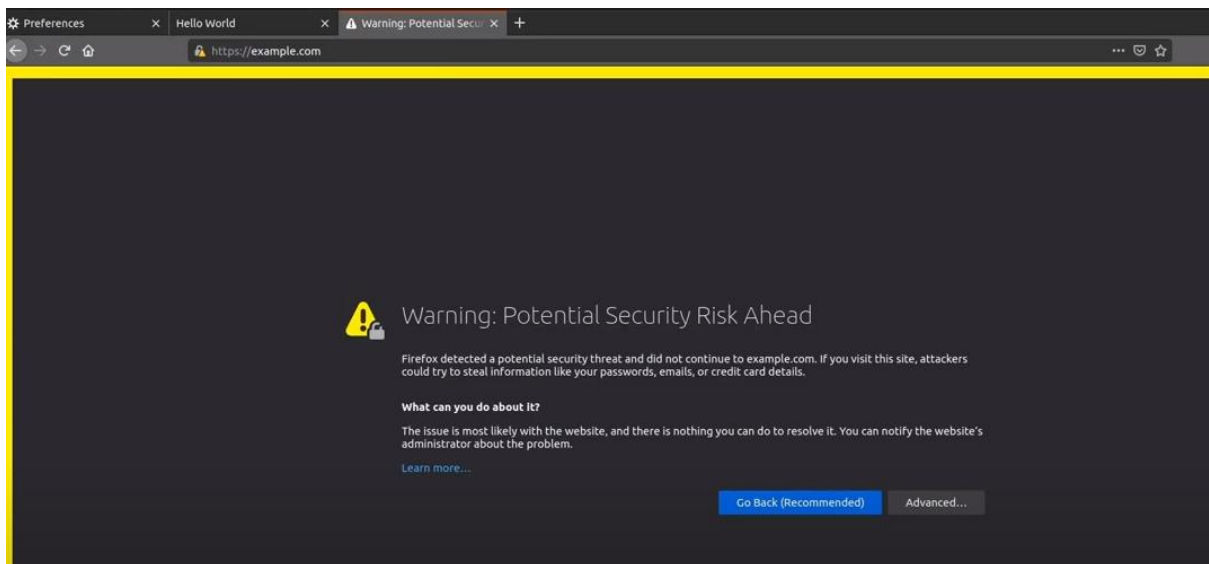 Preferences
Hello World
Warning: Potential Secur
https://example.com
Warning: Potential Security Risk Ahead
Firefox detected a potential security threat and did not continue to example.com. If you visit this site, attackers
could try to steal information like your passwords, emails, or credit card details.
What can you do about it?
The issue is most likely with the website, and there is nothing you can do to resolve it. You can notify the website's
administrator about the problem.
Learn more…
Go Back (Recommended)
Advanced…